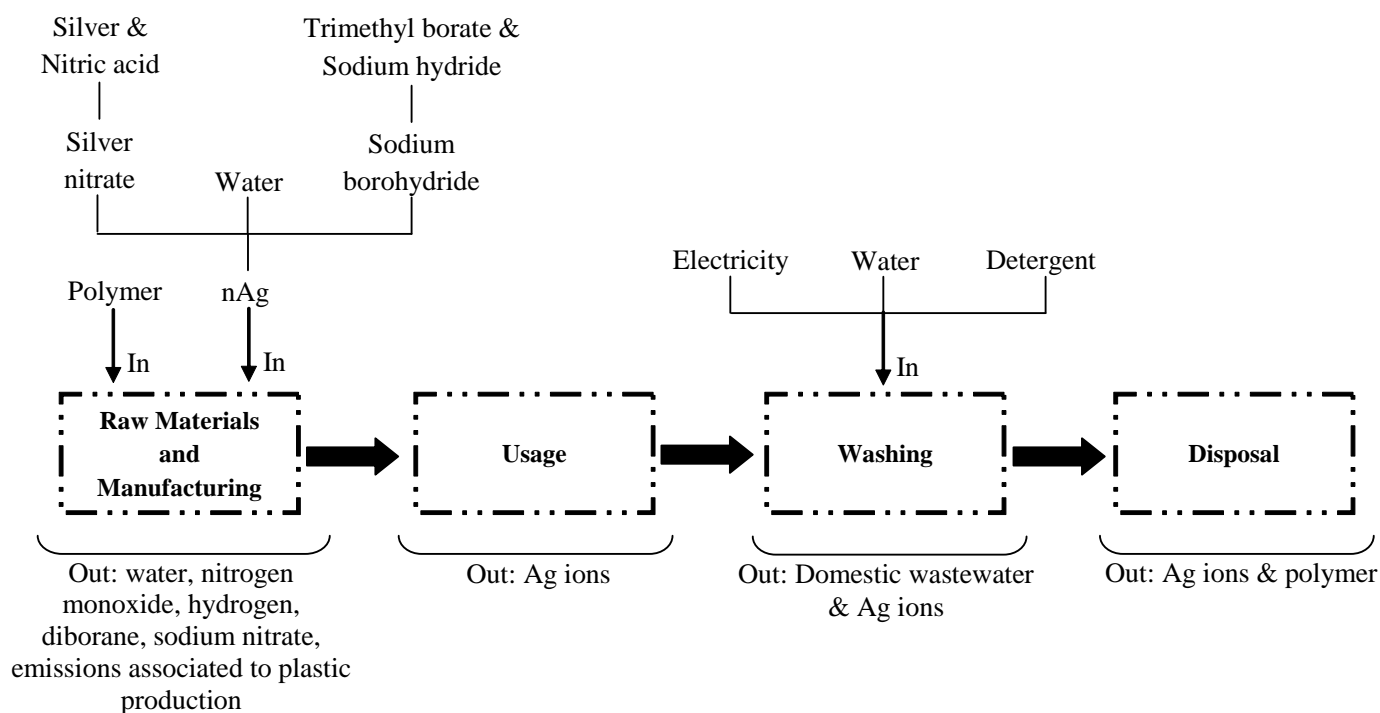 Silver &
Nitric acid
Trimethyl borate &
Sodium hydride
Silver
nitrate
Water
Sodium
borohydride
Polymer
nAg
Electricity
Water
Detergent
In
In
In
Raw Materials
and
Manufacturing
Usage
Washing
Disposal
Out: water, nitrogen
monoxide, hydrogen,
diborane, sodium nitrate,
emissions associated to plastic
production
Out: Ag ions
Out: Domestic wastewater
& Ag ions
Out: Ag ions & polymer